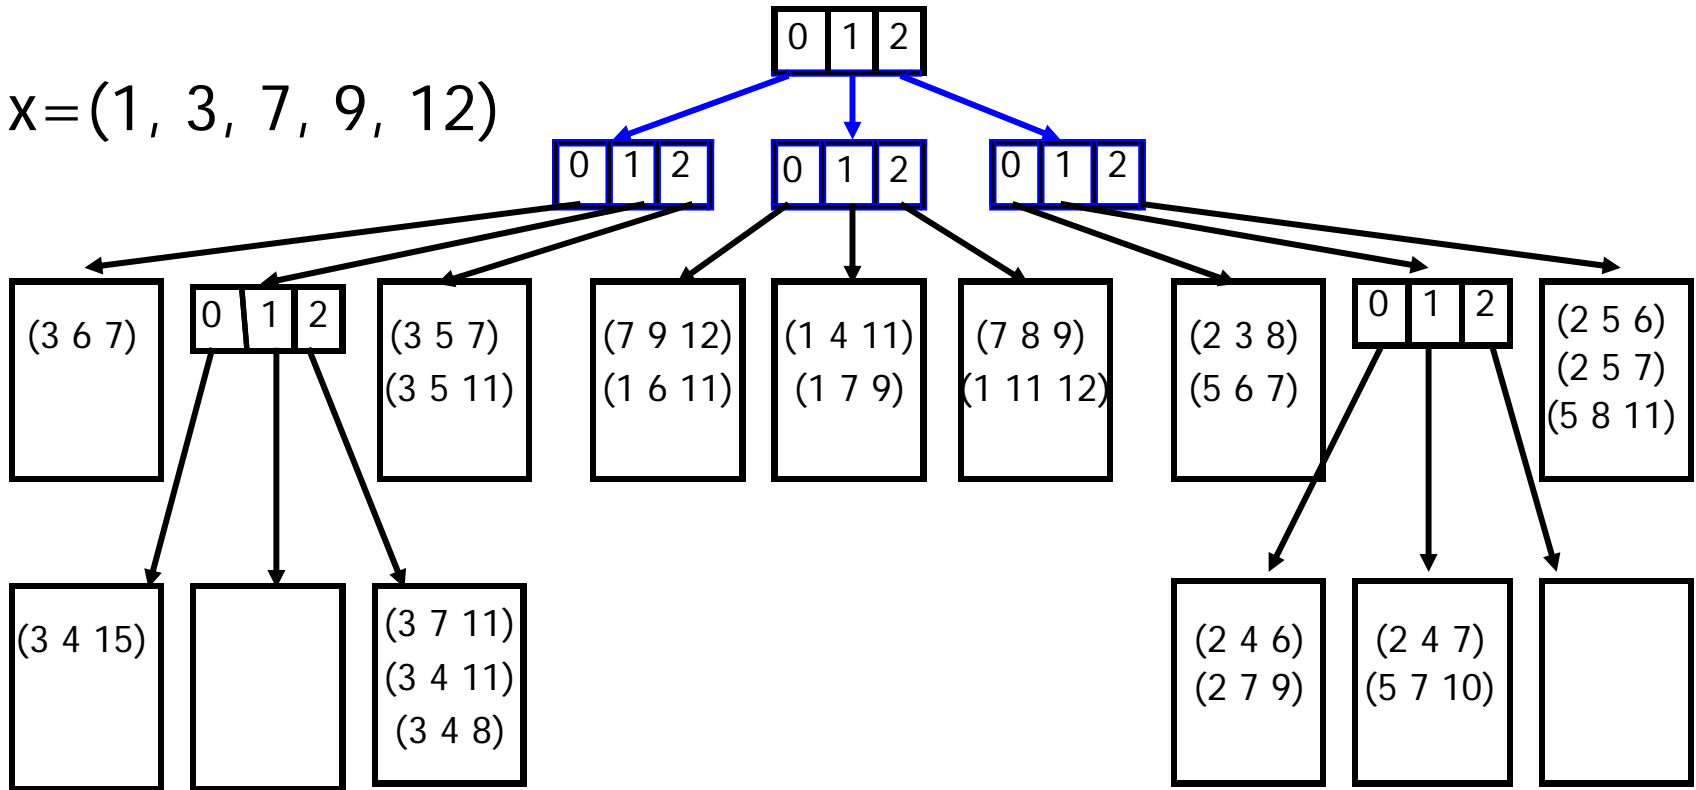 0 1 2
x=(1, 3, 7, 9, 12)
0 1 2
0 1 2
0 1 2
(3 6 7)
0 1 2
(3 5 7)
(3 5 11)
(7 9 12)
(1 6 11)
(1 4 11)
(1 7 9)
(7 8 9)
(1 11 12)
(2 3 8)
(5 6 7)
0 1 2
(2 5 6)
(2 5 7)
(5 8 11)
(3 4 15)
(3 7 11)
(3 4 11)
(3 4 8)
(2 4 6)
(2 7 9)
(2 4 7)
(5 7 10)